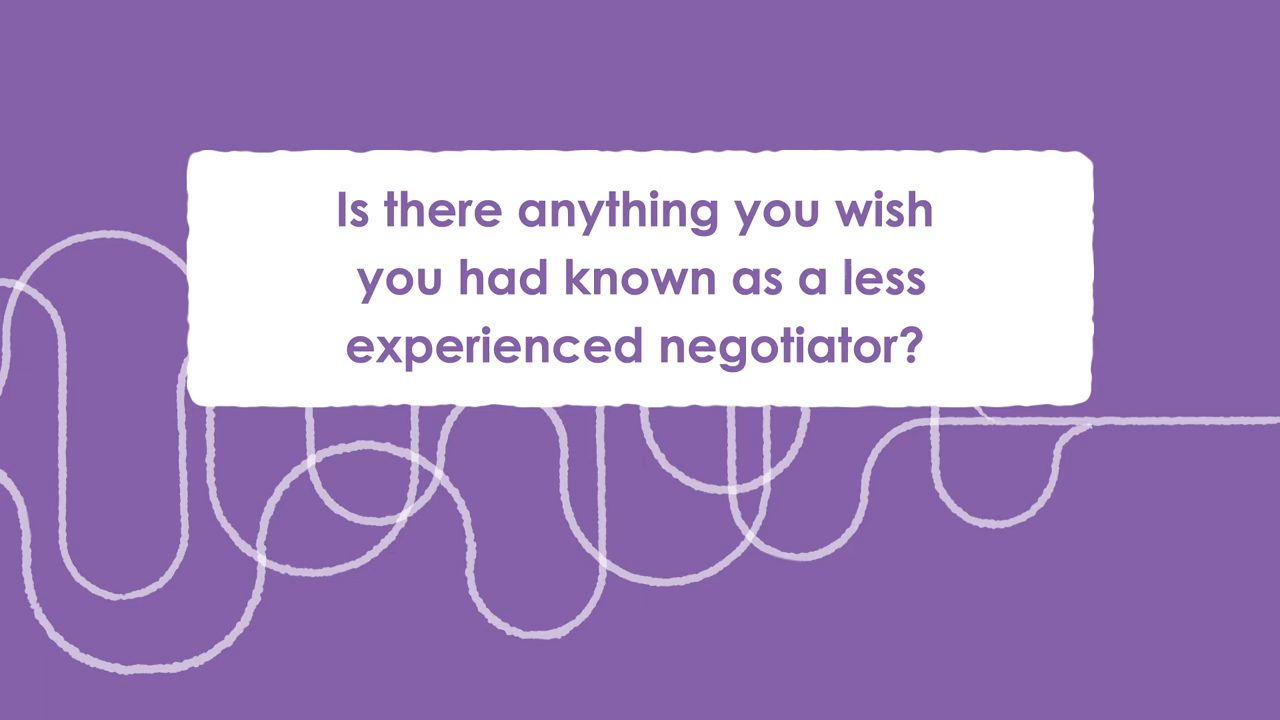 Is there anything you wish
you had known as a less
experienced negotiator?